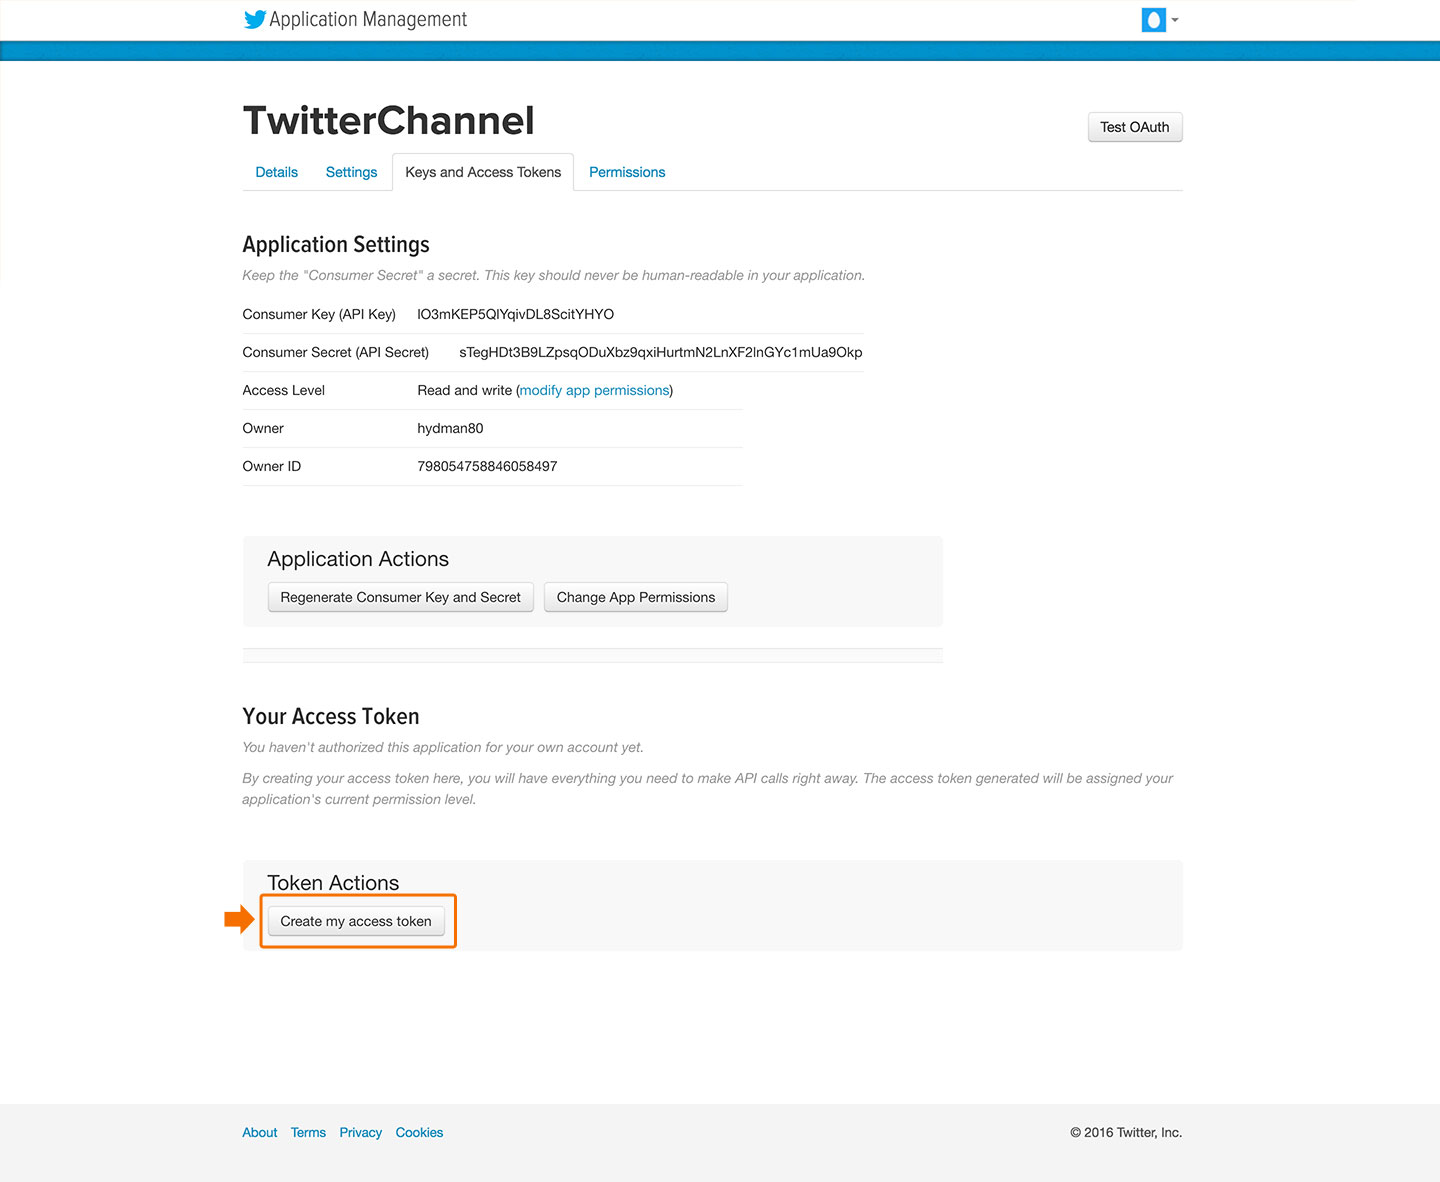 Application Management
TwitterChannel
Test OAuth
Details Settings Keys and Access Tokens Permissions
Application Settings
Keep the "Consumer Secret" a secret. This key should never be human-readable in your application.
Consumer Key (API Key) lO3mKEP5QlYqivDL8ScitYHYO
Consumer Secret (API Secret) sTegHDt3B9LZpsqODuXbz9qxiHurtmN2LnXF2lnGYc1mUa9Okp
Access Level Read and write (modify app permissions)
Owner hydman80
Owner ID 798054758846058497
Application Actions
Regenerate Consumer Key and Secret Change App Permissions
Your Access Token
You haven't authorized this application for your own account yet.
By creating your access token here, you will have everything you need to make API calls right away. The access token generated will be assigned your
application's current permission level.
Token Actions
Create my access token
About Terms Privacy Cookies © 2016 Twitter, Inc.